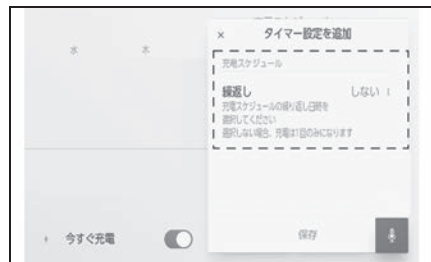 水 木
× タイマー設定を追加
充電スケジュール
繰返し しない
充電スケジュールの繰り返し日時を
選択してください
選択しない場合、充電は1回のみになります
今すぐ充電
保存